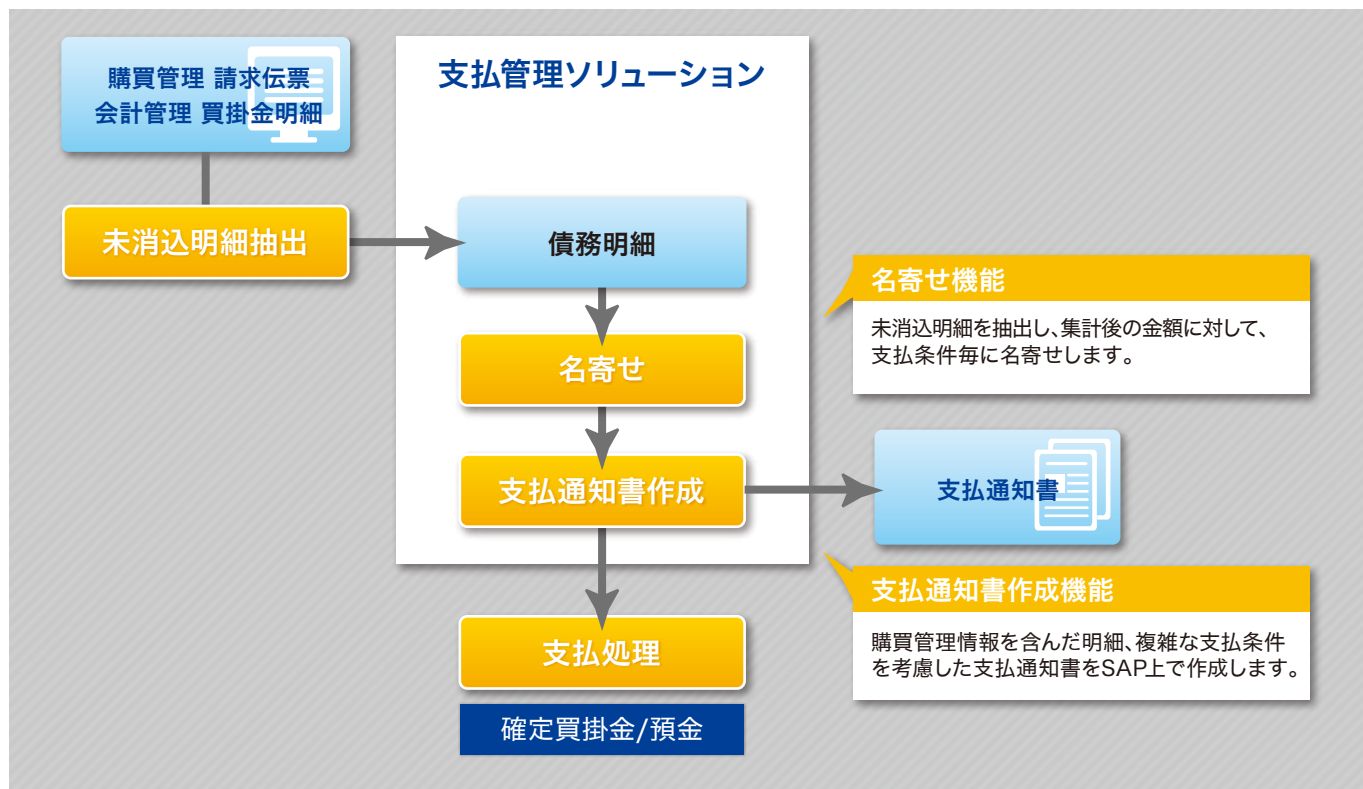 購買管理 請求伝票
会計管理 買掛金明細
支払管理ソリューション
未消込明細抽出
債務明細
名寄せ
支払通知書作成
支払処理
確定買掛金/預金
名寄せ機能
未消込明細を抽出し、集計後の金額に対して、
支払条件毎に名寄せします。
支払通知書
支払通知書作成機能
購買管理情報を含んだ明細、複雑な支払条件
を考慮した支払通知書をSAP上で作成します。